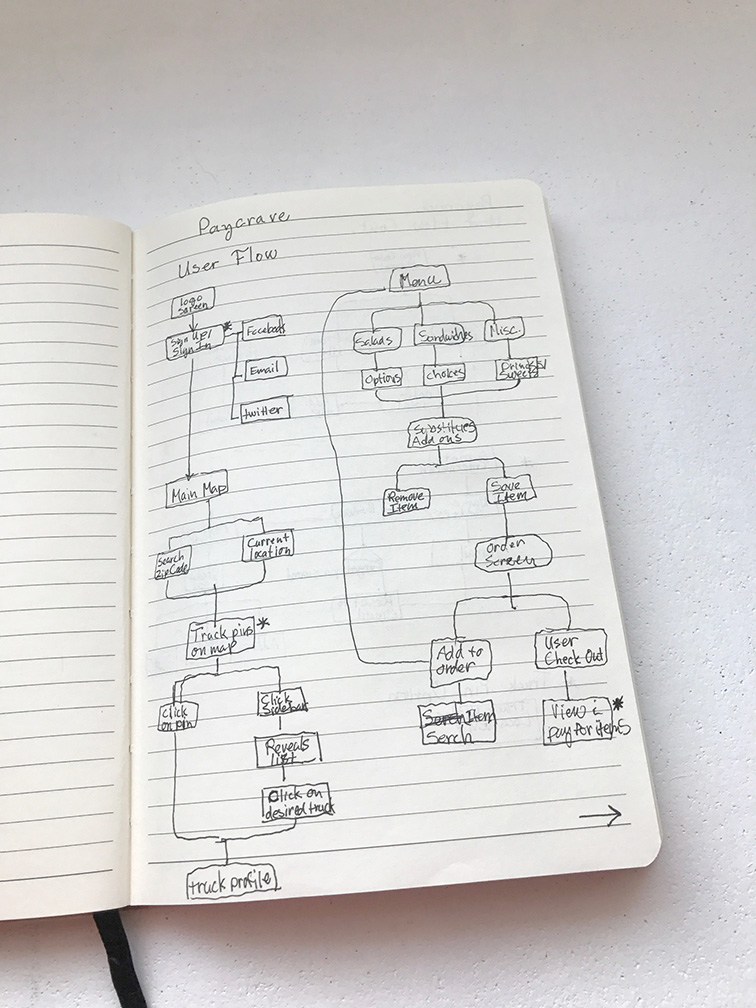 Paycrave
User Flow
logo
screen
Sign Up/
Sign In
*
Facebook
Email
twitter
Main Map
Search
zip Code
Current
location
Track pins
on map
*
Click
on pin
Click
Sidebar
Reveals
list
Click on
desired truck
truck profile
Menu
Salads
Sandwiches
Misc.
Options
choices
Drinks/
Sweets
Substitues
Add ons
Remove
Item
Save
Item
Order
Screen
Add to
order
User
Check Out
Item
Serch
View &
pay for items
*
→